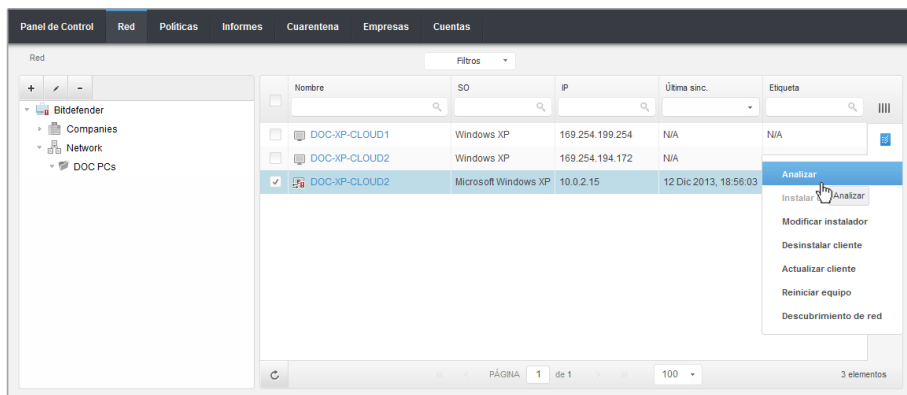 Panel de Control Red Políticas Informes Cuarentena Empresas Cuentas
Red
Filtros
+ -
Nombre SO IP Última sinc. Etiqueta
Bitdefender
Companies
Network
DOC PCs
DOC-XP-CLOUD1 Windows XP 169.254.199.254 N/A N/A
DOC-XP-CLOUD2 Windows XP 169.254.194.172 N/A
DOC-XP-CLOUD2 Microsoft Windows XP 10.0.2.15 12 Dic 2013, 18:56:03
Analizar
Instalar
Analizar
Modificar instalador
Desinstalar cliente
Actualizar cliente
Reiniciar equipo
Descubrimiento de red
PÁGINA 1 de 1 100 3 elementos